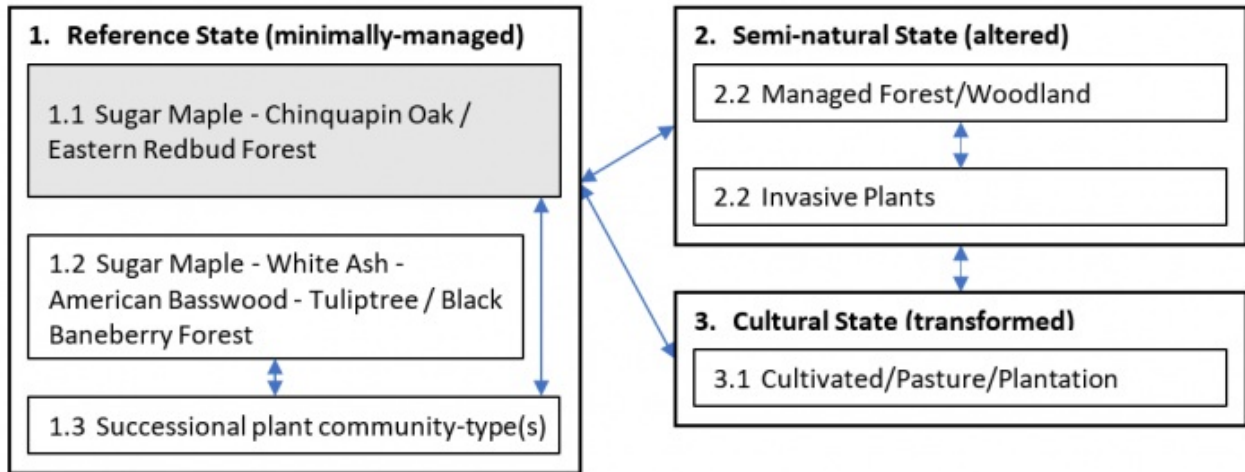 1. Reference State (minimally-managed)
1.1 Sugar Maple - Chinquapin Oak /
Eastern Redbud Forest
1.2 Sugar Maple - White Ash -
American Basswood - Tuliptree / Black
Baneberry Forest
1.3 Successional plant community-type(s)
2. Semi-natural State (altered)
2.2 Managed Forest/Woodland
2.2 Invasive Plants
3. Cultural State (transformed)
3.1 Cultivated/Pasture/Plantation